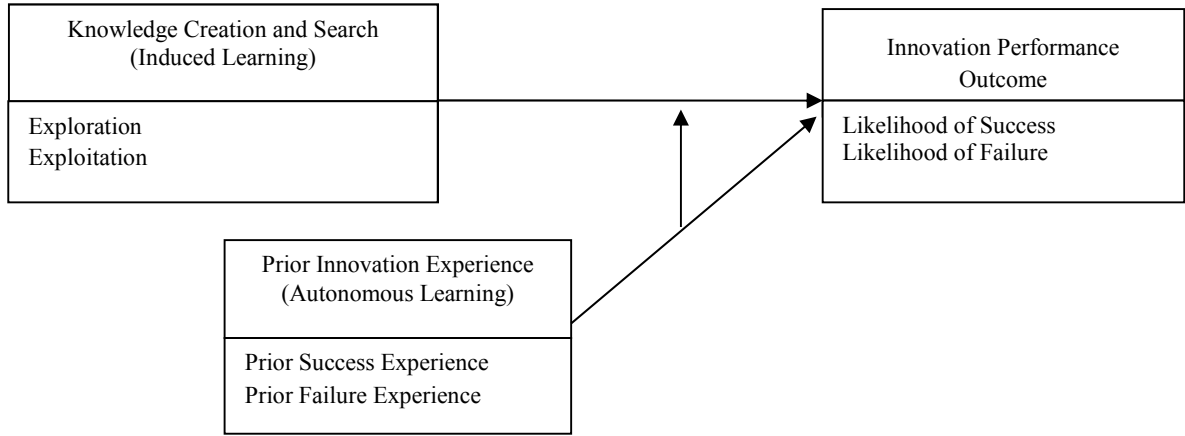 Knowledge Creation and Search
(Induced Learning)
Exploration
Exploitation
Innovation Performance
Outcome
Likelihood of Success
Likelihood of Failure
Prior Innovation Experience
(Autonomous Learning)
Prior Success Experience
Prior Failure Experience